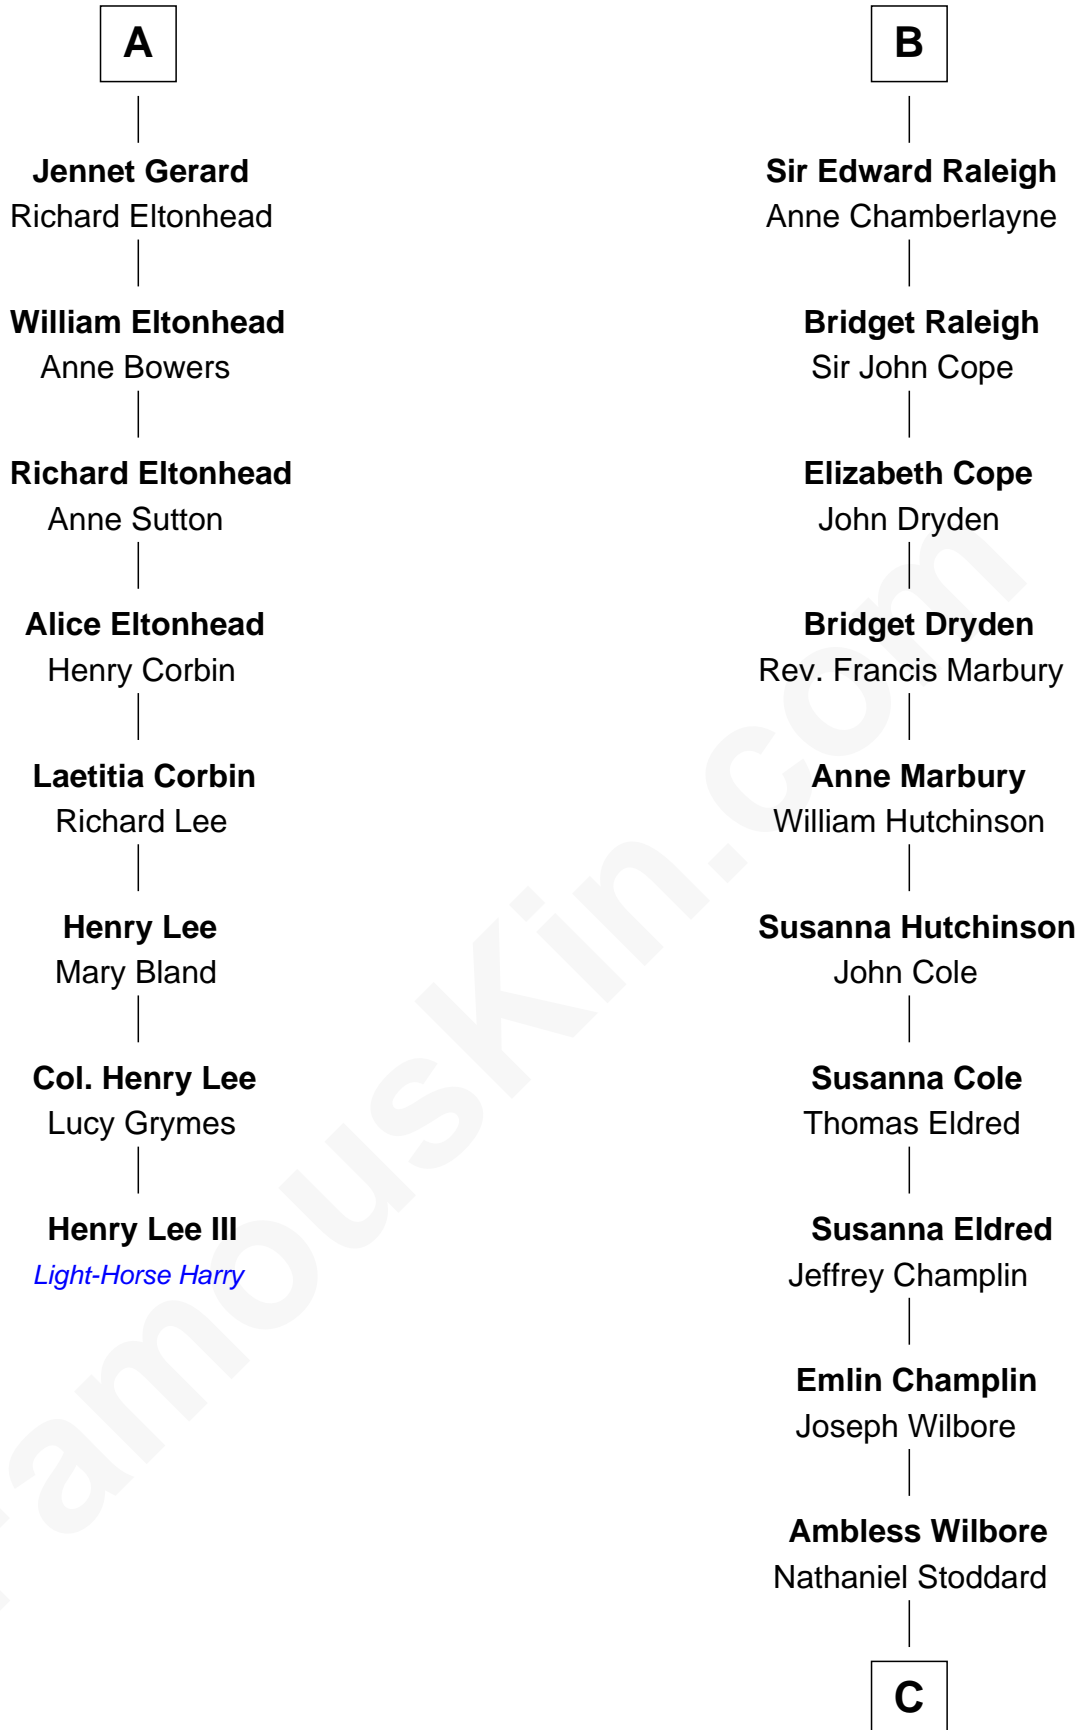 A
Jennet Gerard
Richard Eltonhead
William Eltonhead
Anne Bowers
Richard Eltonhead
Anne Sutton
Alice Eltonhead
Henry Corbin
Laetitia Corbin
Richard Lee
Henry Lee
Mary Bland
Col. Henry Lee
Lucy Grymes
Henry Lee III
Light-Horse Harry
B
Sir Edward Raleigh
Anne Chamberlayne
Bridget Raleigh
Sir John Cope
Elizabeth Cope
John Dryden
Bridget Dryden
Rev. Francis Marbury
Anne Marbury
William Hutchinson
Susanna Hutchinson
John Cole
Susanna Cole
Thomas Eldred
Susanna Eldred
Jeffrey Champlin
Emlin Champlin
Joseph Wilbore
Ambless Wilbore
Nathaniel Stoddard
C
FamousKin.com